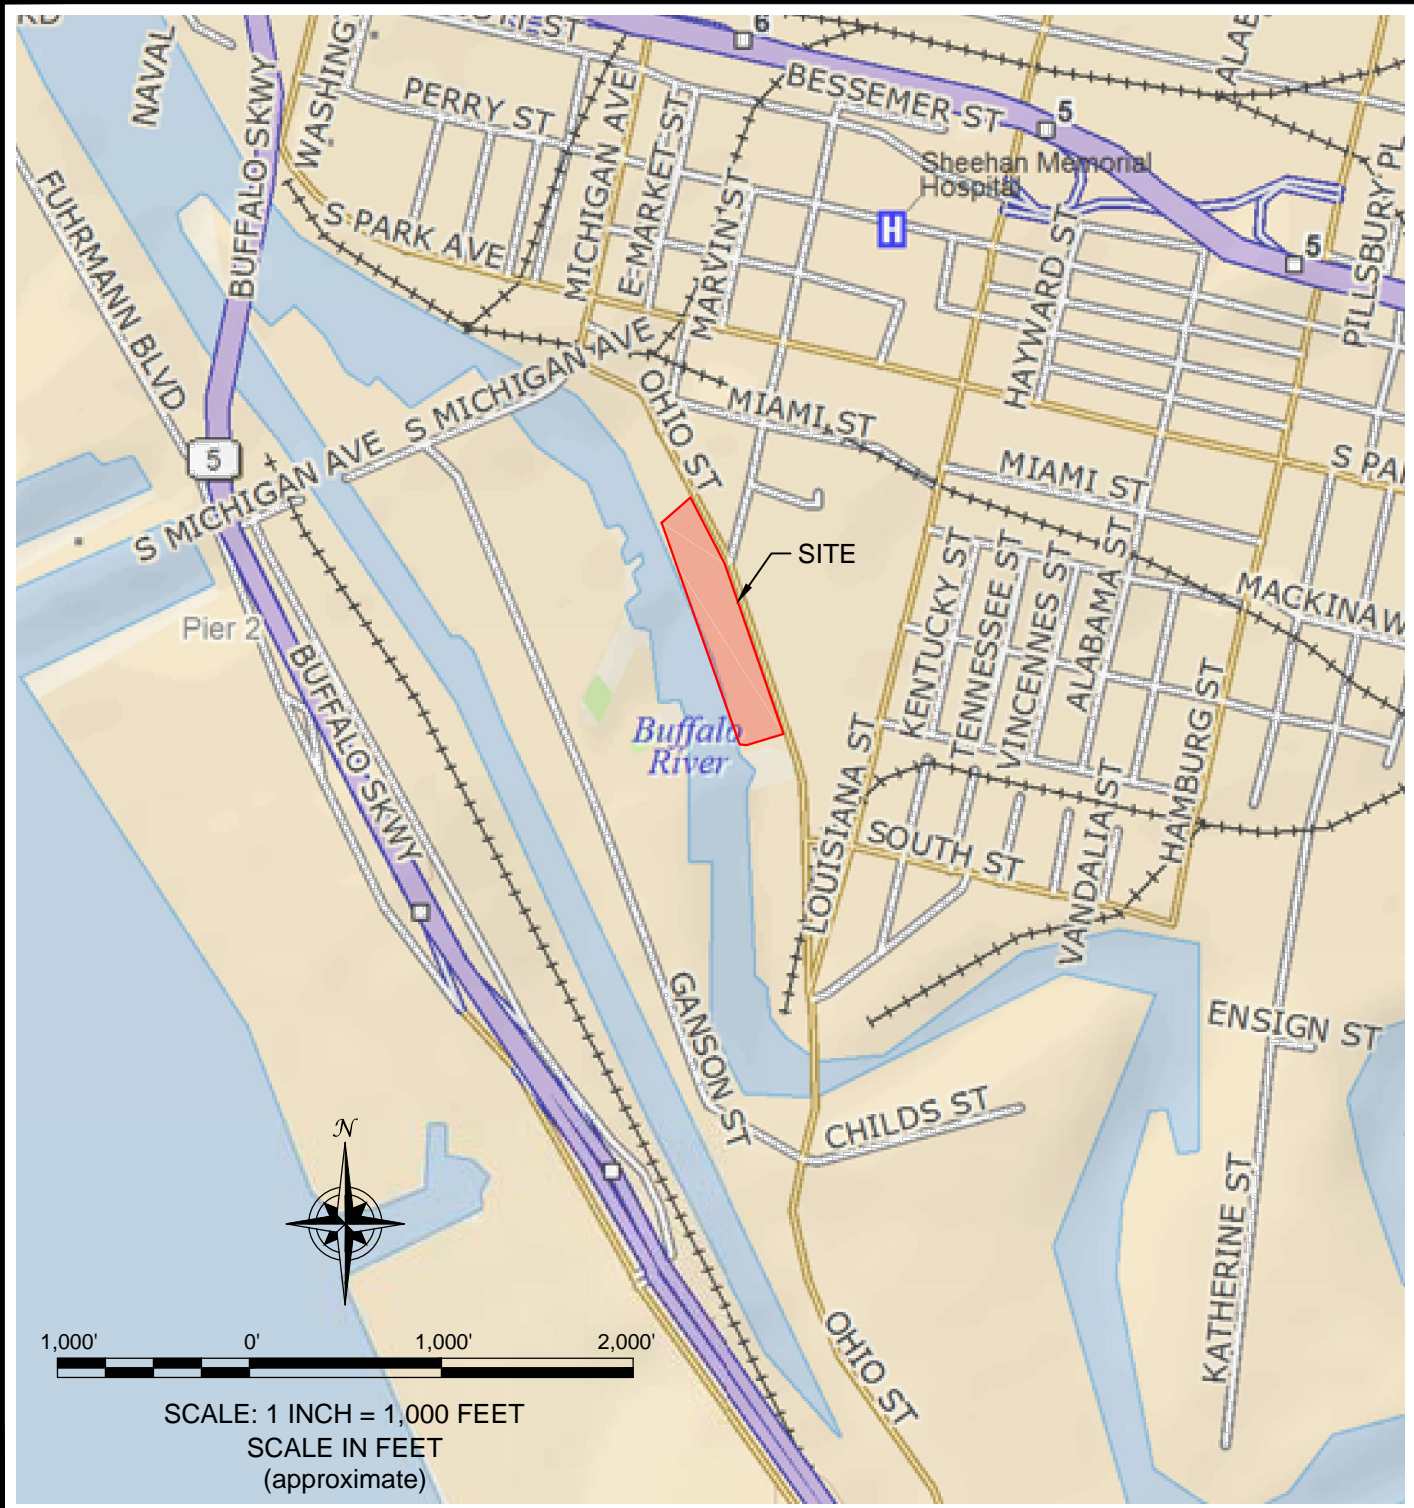 RD
NAVAL
BUFFALO SKWY
WASHING
6
BESSEMER ST
5
PERRY ST
MICHIGAN AVE
E MARKET ST
MARVIN ST
Sheehan Memorial
Hospital
H
HAYWARD ST
5
PILLSBURY PL
FUHRMANN BLVD
S PARK AVE
OHIO ST
MIAMI ST
S MICHIGAN AVE
S MICHIGAN AVE
5
MIAMI ST
S PAR
SITE
KENTUCKY ST
TENNESSEE ST
VINCENNES ST
ALABAMA ST
MACKINAW
Pier 2
BUFFALO SKWY
Buffalo
River
LOUISIANA ST
HAMBURG ST
SOUTH ST
VANDALIA ST
GANSON ST
ENSIGN ST
CHILDS ST
KATHERINE ST
OHIO ST
N
1,000' 0' 1,000' 2,000'
SCALE: 1 INCH = 1,000 FEET
SCALE IN FEET
(approximate)